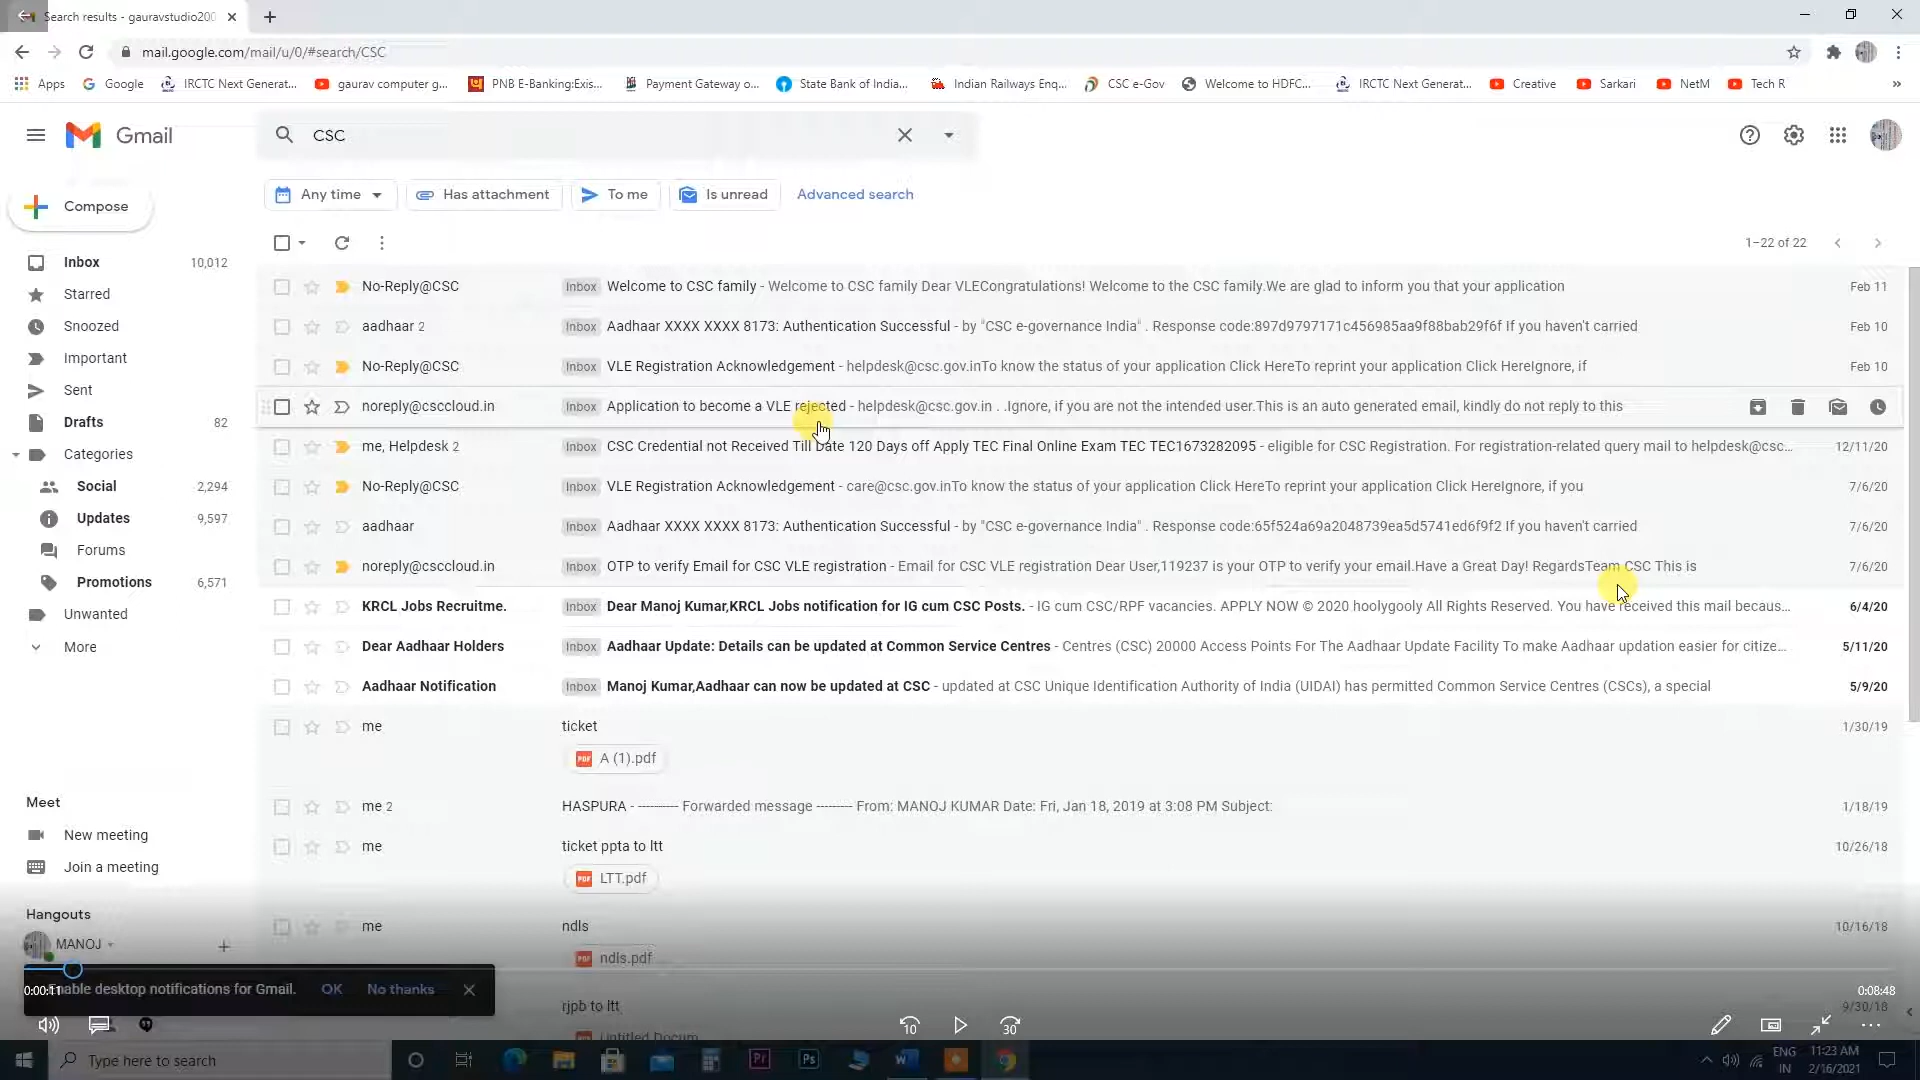 Search results - gauravstudio200
mail.google.com/mail/u/0/#search/CSC
Apps Google IRCTC Next Generat... gaurav computer g... PNB E-Banking:Exis... Payment Gateway o... State Bank of India... Indian Railways Enq... CSC e-Gov Welcome to HDFC... IRCTC Next Generat... Creative Sarkari NetM Tech R »
Gmail
CSC
Any time Has attachment To me Is unread Advanced search
Compose
1–22 of 22
Inbox 10,012
Starred
Snoozed
Important
Sent
Drafts 82
Categories
Social 2,294
Updates 9,597
Forums
Promotions 6,571
Unwanted
More
No-Reply@CSC Inbox Welcome to CSC family - Welcome to CSC family Dear VLECongratulations! Welcome to the CSC family.We are glad to inform you that your application Feb 11
aadhaar 2 Inbox Aadhaar XXXX XXXX 8173: Authentication Successful - by "CSC e-governance India" . Response code:897d9797171c456985aa9f88bab29f6f If you haven't carried Feb 10
No-Reply@CSC Inbox VLE Registration Acknowledgement - helpdesk@csc.gov.inTo know the status of your application Click HereTo reprint your application Click HereIgnore, if Feb 10
noreply@csccloud.in Inbox Application to become a VLE rejected - helpdesk@csc.gov.in . .Ignore, if you are not the intended user.This is an auto generated email, kindly do not reply to this
me, Helpdesk 2 Inbox CSC Credential not Received Till Date 120 Days off Apply TEC Final Online Exam TEC TEC1673282095 - eligible for CSC Registration. For registration-related query mail to helpdesk@csc... 12/11/20
No-Reply@CSC Inbox VLE Registration Acknowledgement - care@csc.gov.inTo know the status of your application Click HereTo reprint your application Click HereIgnore, if you 7/6/20
aadhaar Inbox Aadhaar XXXX XXXX 8173: Authentication Successful - by "CSC e-governance India" . Response code:65f524a69a2048739ea5d5741ed6f9f2 If you haven't carried 7/6/20
noreply@csccloud.in Inbox OTP to verify Email for CSC VLE registration - Email for CSC VLE registration Dear User,119237 is your OTP to verify your email.Have a Great Day! RegardsTeam CSC This is 7/6/20
KRCL Jobs Recruitme. Inbox Dear Manoj Kumar,KRCL Jobs notification for IG cum CSC Posts. - IG cum CSC/RPF vacancies. APPLY NOW © 2020 hoolygooly All Rights Reserved. You have received this mail becaus... 6/4/20
Dear Aadhaar Holders Inbox Aadhaar Update: Details can be updated at Common Service Centres - Centres (CSC) 20000 Access Points For The Aadhaar Update Facility To make Aadhaar updation easier for citize... 5/11/20
Aadhaar Notification Inbox Manoj Kumar,Aadhaar can now be updated at CSC - updated at CSC Unique Identification Authority of India (UIDAI) has permitted Common Service Centres (CSCs), a special 5/9/20
me ticket 1/30/19
A (1).pdf
me 2 HASPURA - ---------- Forwarded message --------- From: MANOJ KUMAR Date: Fri, Jan 18, 2019 at 3:08 PM Subject: 1/18/19
me ticket ppta to ltt 10/26/18
LTT.pdf
me ndls 10/16/18
ndls.pdf
rjpb to ltt 9/30/18
Untitled Docum
Meet
New meeting
Join a meeting
Hangouts
MANOJ
0:00:11 nable desktop notifications for Gmail. OK No thanks
0:08:48
10 30
Type here to search
Pr Ps
ENG
IN
11:23 AM
2/16/2021